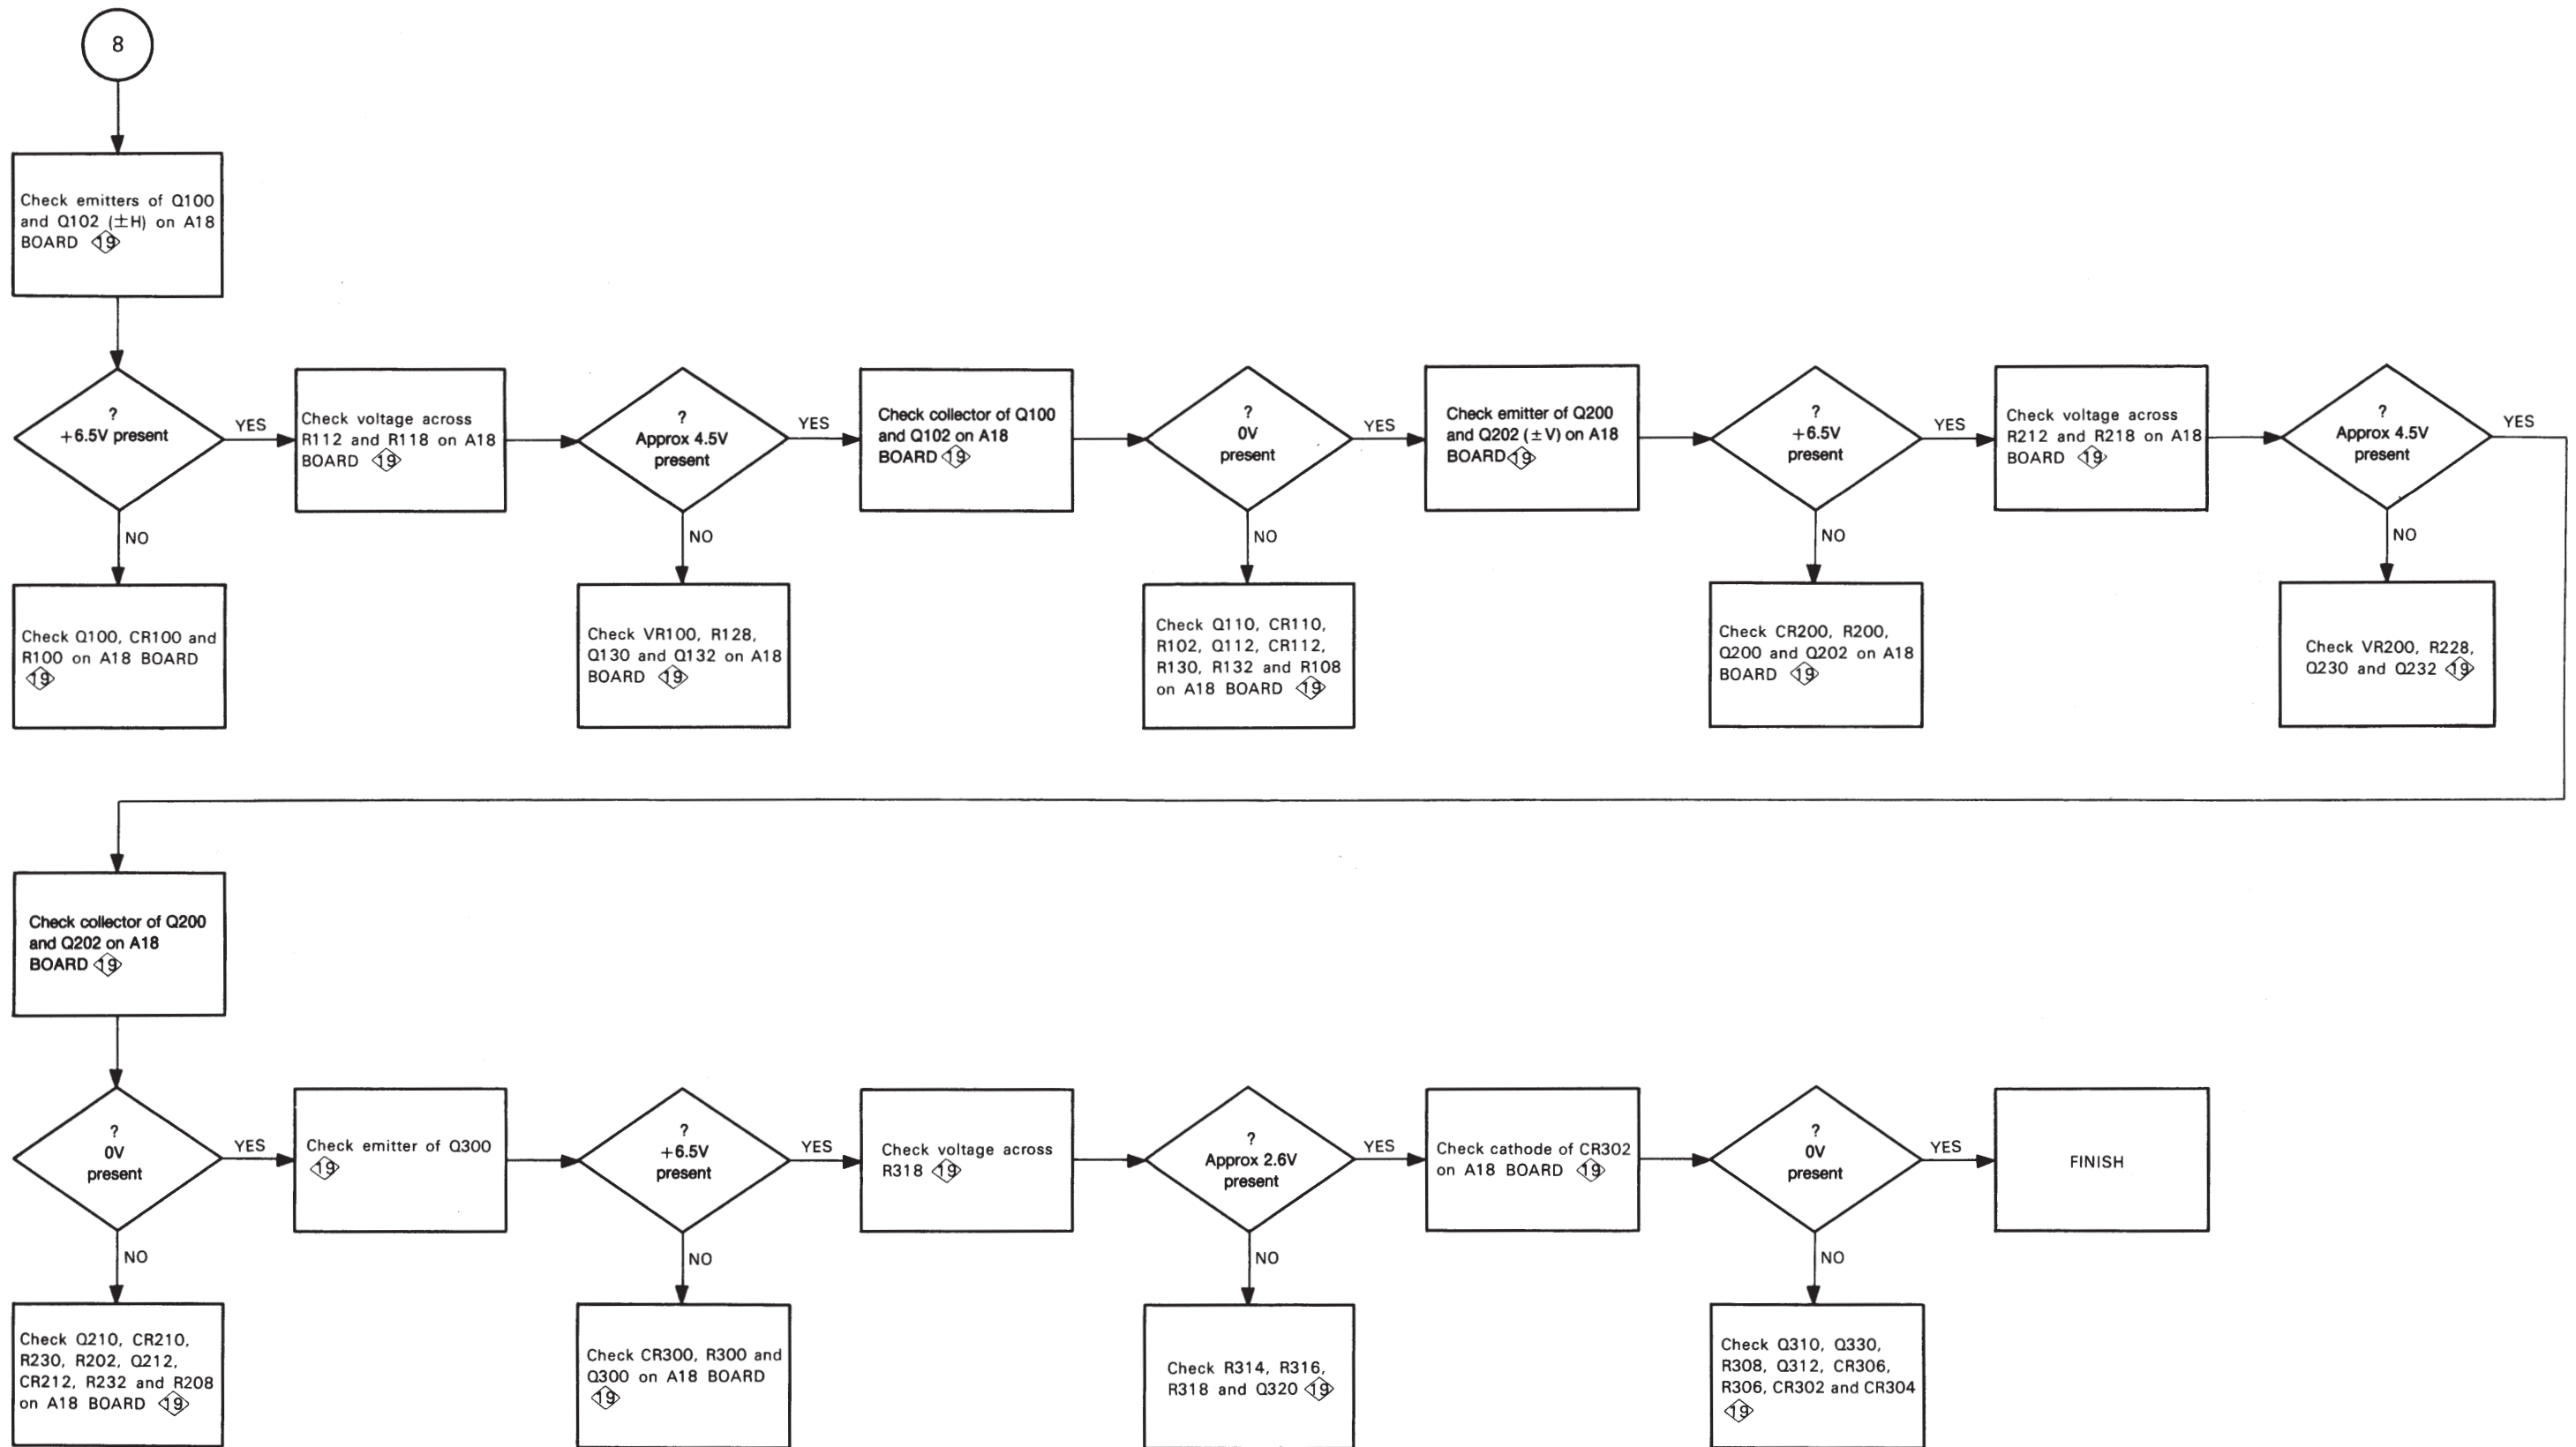 8
Check emitters of Q100
and Q102 (±H) on A18
BOARD 19
?
+6.5V present
YES
NO
Check Q100, CR100 and
R100 on A18 BOARD
19
Check voltage across
R112 and R118 on A18
BOARD 19
?
Approx 4.5V
present
YES
NO
Check VR100, R128,
Q130 and Q132 on A18
BOARD 19
Check collector of Q100
and Q102 on A18
BOARD 19
?
0V
present
YES
NO
Check Q110, CR110,
R102, Q112, CR112,
R130, R132 and R108
on A18 BOARD 19
Check emitter of Q200
and Q202 (±V) on A18
BOARD 19
?
+6.5V
present
YES
NO
Check CR200, R200,
Q200 and Q202 on A18
BOARD 19
Check voltage across
R212 and R218 on A18
BOARD 19
?
Approx 4.5V
present
YES
NO
Check VR200, R228,
Q230 and Q232 19
Check collector of Q200
and Q202 on A18
BOARD 19
?
0V
present
YES
NO
Check Q210, CR210,
R230, R202, Q212,
CR212, R232 and R208
on A18 BOARD 19
Check emitter of Q300
19
?
+6.5V
present
YES
NO
Check CR300, R300 and
Q300 on A18 BOARD
19
Check voltage across
R318 19
?
Approx 2.6V
present
YES
NO
Check R314, R316,
R318 and Q320 19
Check cathode of CR302
on A18 BOARD 19
?
0V
present
YES
NO
Check Q310, Q330,
R308, Q312, CR306,
R306, CR302 and CR304
19
FINISH